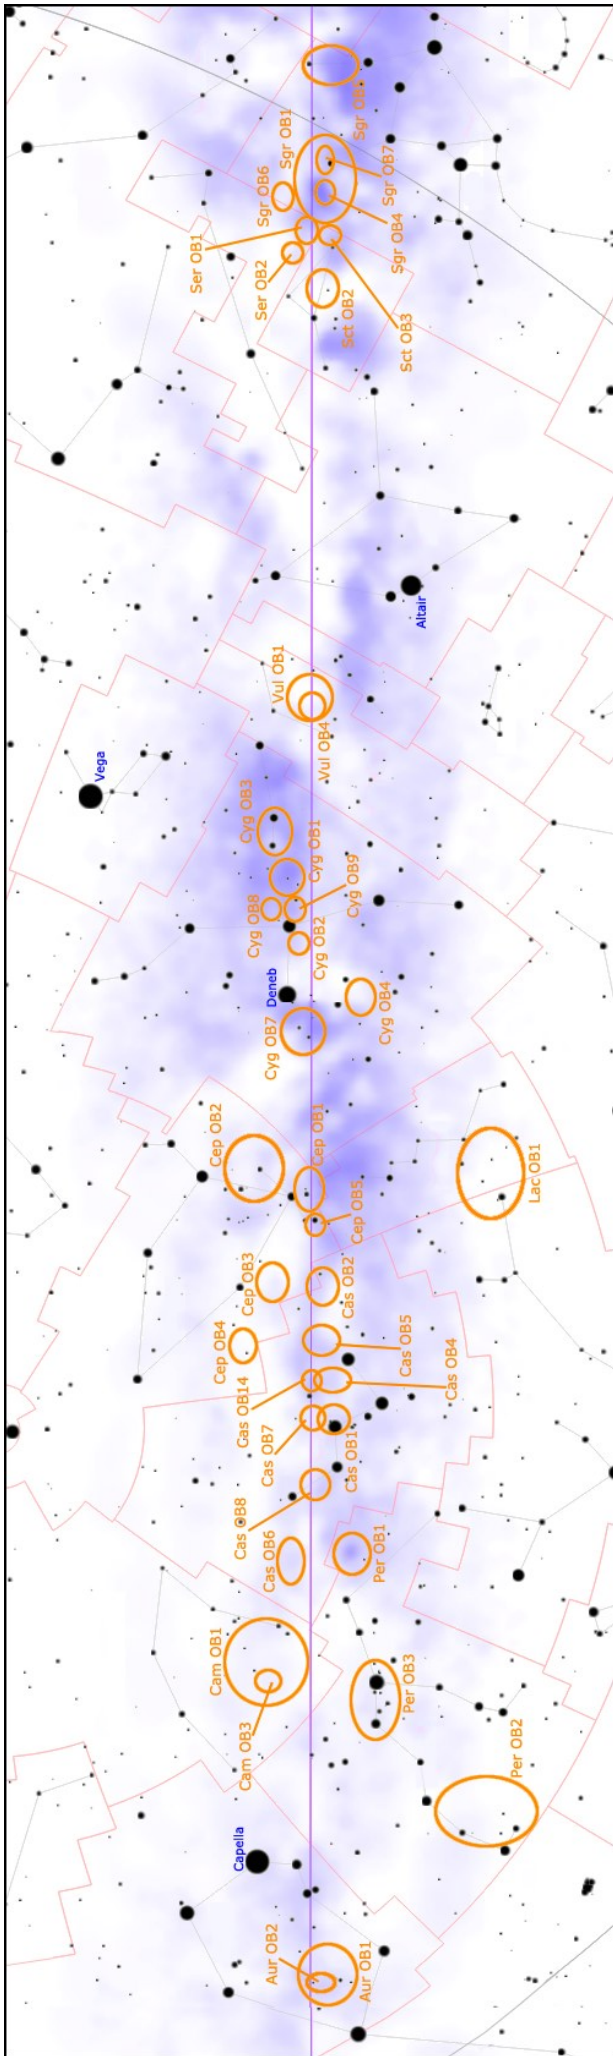 Sgr OB5
Sgr OB1
Sgr OB7
Sgr OB6
Sgr OB4
Ser OB1
Ser OB2
Sct OB3
Sct OB2
Altair
Vul OB1
Vul OB4
Vega
Cyg OB3
Cyg OB1
Cyg OB8
Cyg OB9
Cyg OB2
Deneb
Cyg OB4
Cyg OB7
Cep OB2
Cep OB1
Lac OB1
Cep OB5
Cep OB3
Cas OB2
Cep OB4
Cas OB5
Cas OB14
Cas OB4
Cas OB7
Cas OB1
Cas OB8
Cas OB6
Per OB1
Cam OB1
Cam OB3
Per OB3
Per OB2
Capella
Aur OB2
Aur OB1